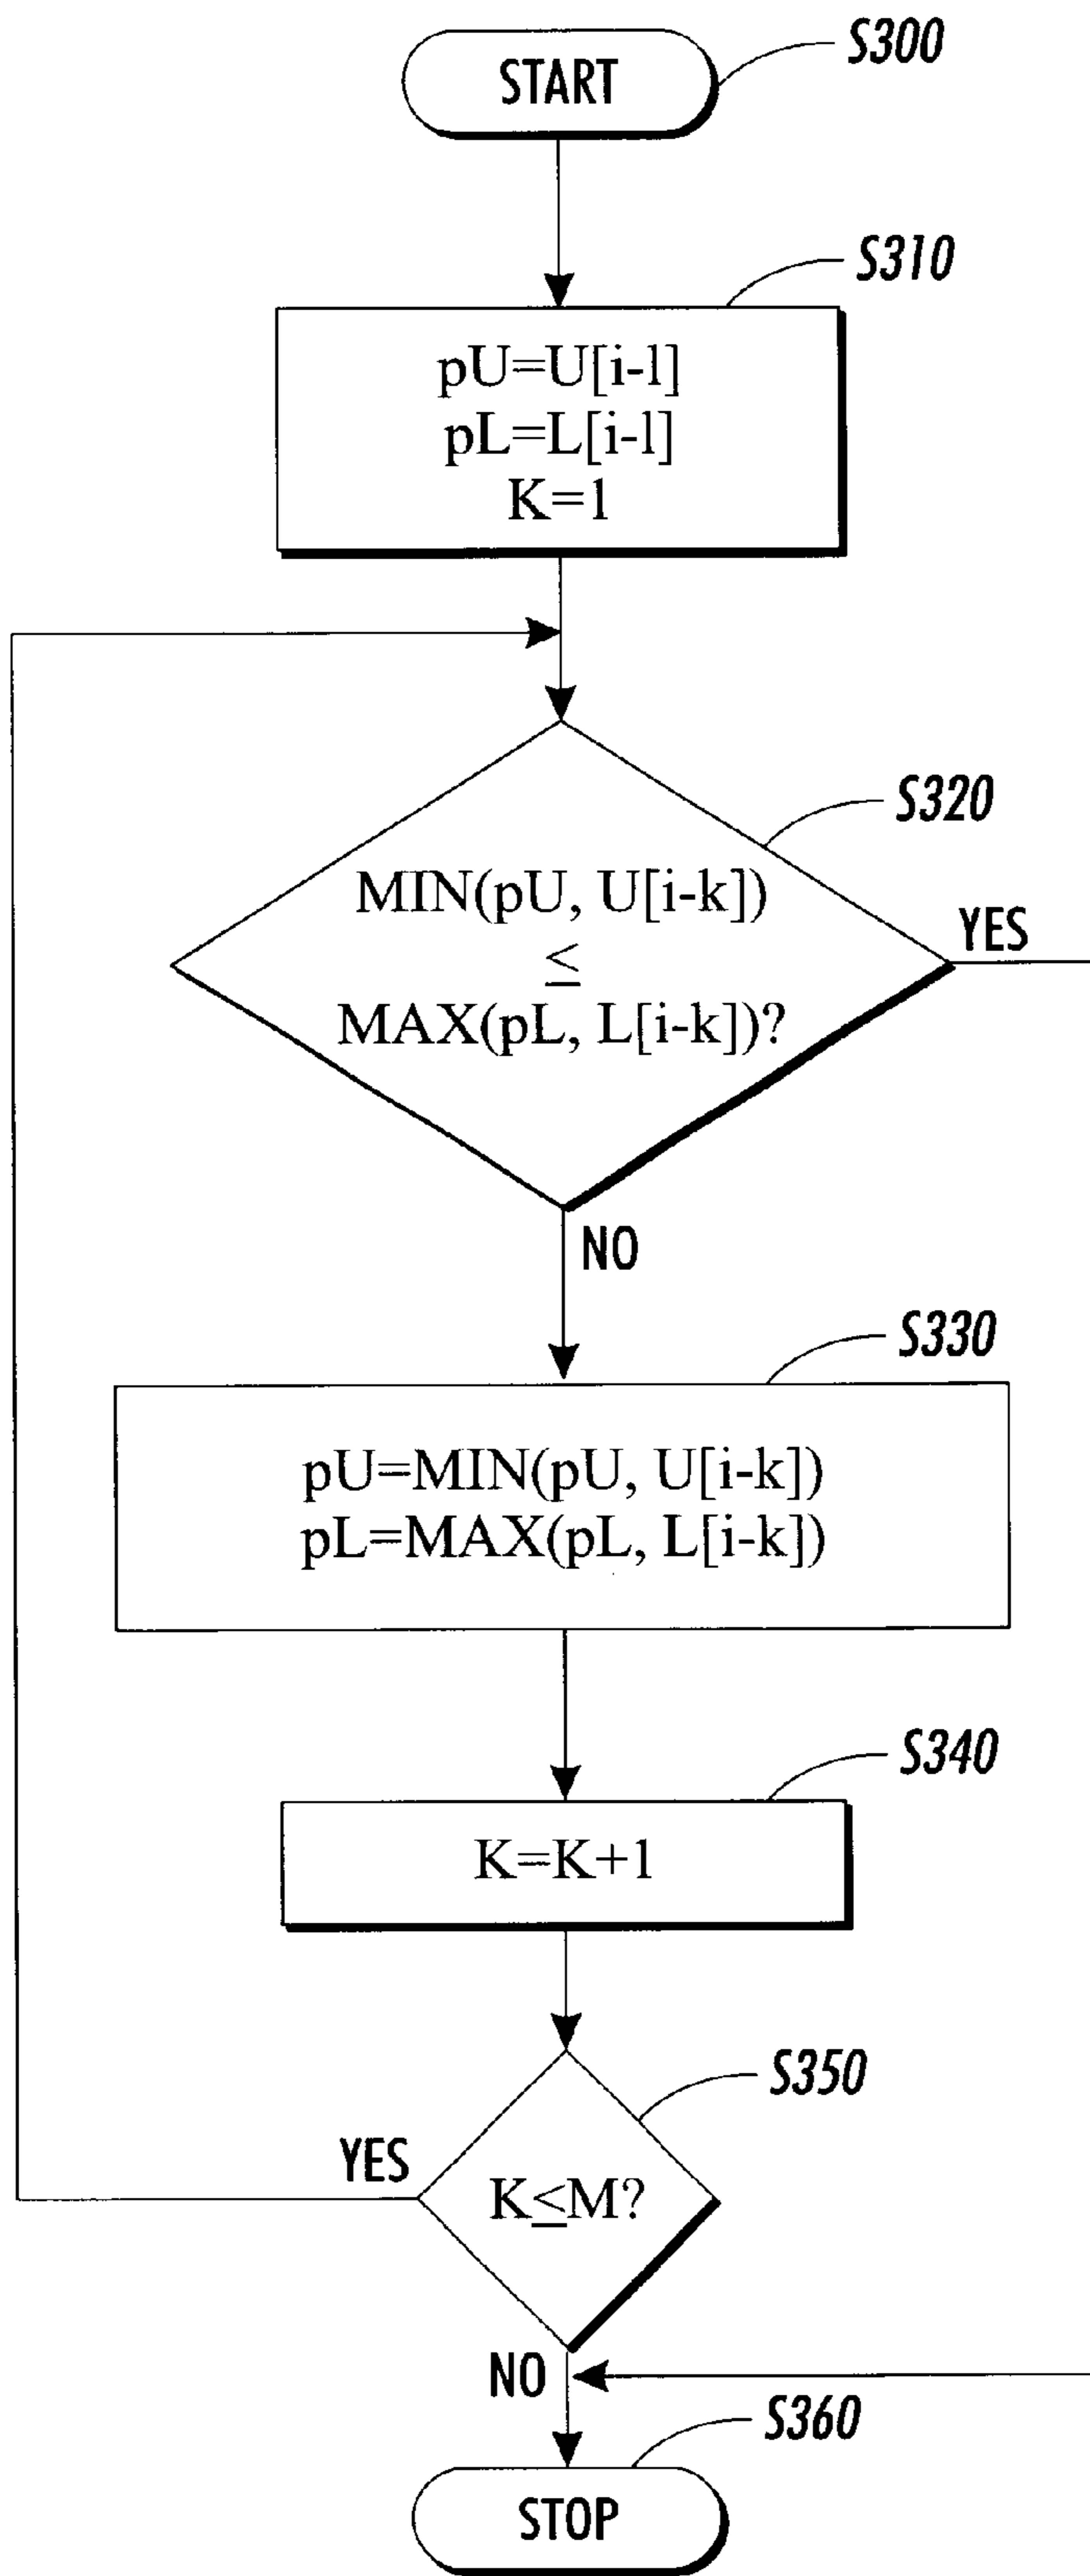 START
S300
S310
pU=U[i-l]
pL=L[i-l]
K=1
S320
MIN(pU, U[i-k])
≤
MAX(pL, L[i-k])?
YES
NO
S330
pU=MIN(pU, U[i-k])
pL=MAX(pL, L[i-k])
S340
K=K+1
S350
YES
K≤M?
NO
S360
STOP